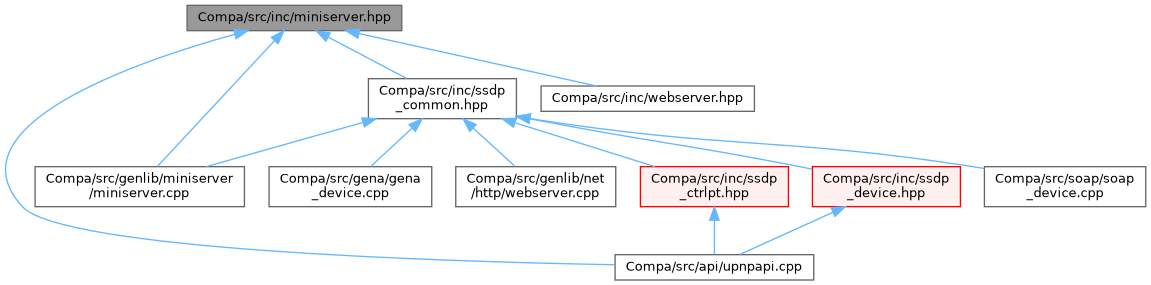 Compa/src/inc/miniserver.hpp
Compa/src/inc/ssdp
_common.hpp
Compa/src/inc/webserver.hpp
Compa/src/genlib/miniserver
/miniserver.cpp
Compa/src/gena/gena
_device.cpp
Compa/src/genlib/net
/http/webserver.cpp
Compa/src/inc/ssdp
_ctrlpt.hpp
Compa/src/inc/ssdp
_device.hpp
Compa/src/soap/soap
_device.cpp
Compa/src/api/upnpapi.cpp